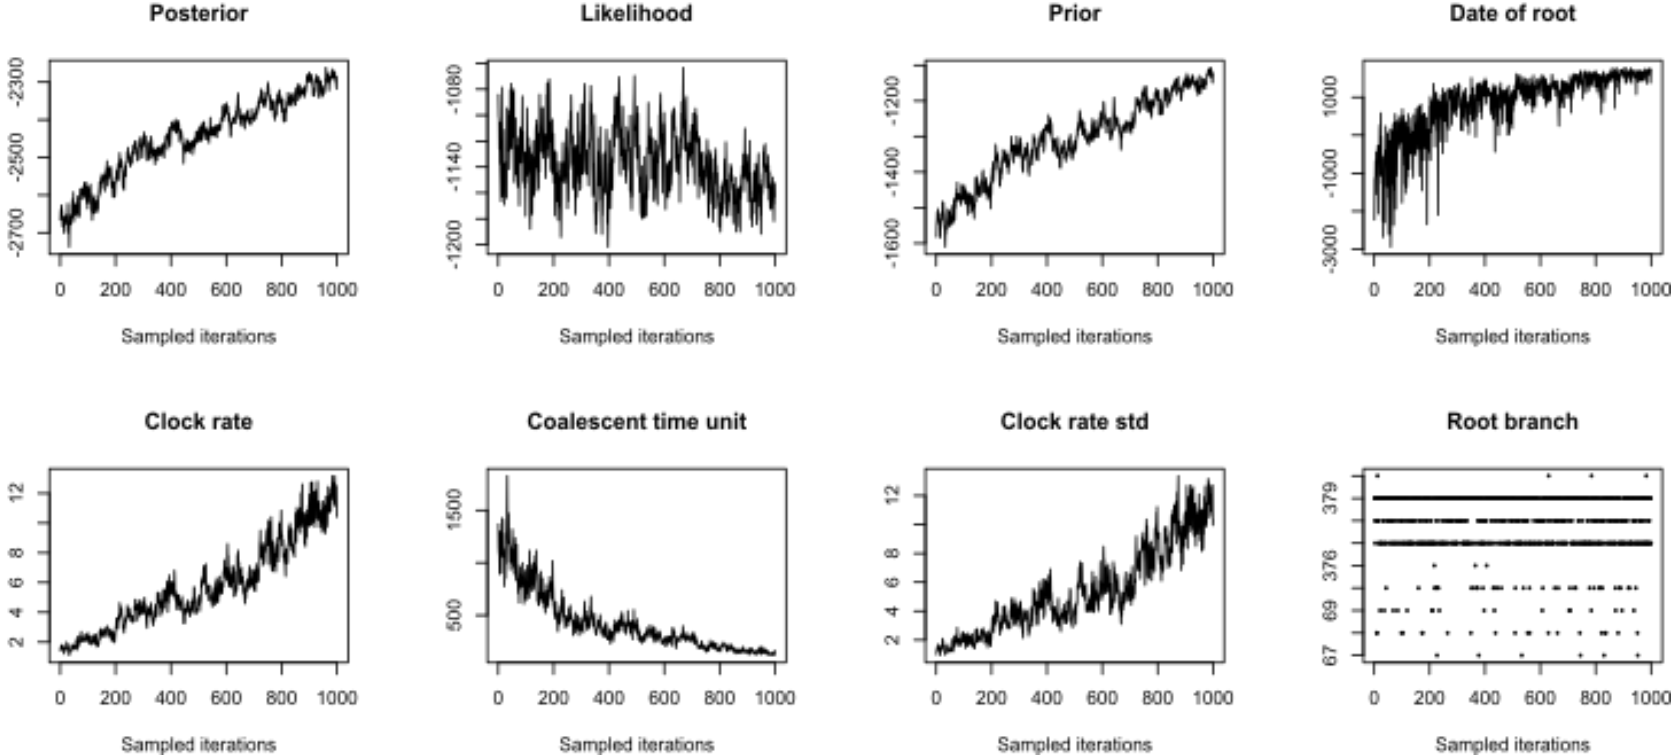 Posterior
Likelihood
Prior
Date of root
-2300
-2500
-2700
0 200 400 600 800 1000
Sampled iterations
-1080
-1140
-1200
0 200 400 600 800 1000
Sampled iterations
-1200
-1400
-1600
0 200 400 600 800 1000
Sampled iterations
1000
-1000
-3000
0 200 400 600 800 1000
Sampled iterations
Clock rate
Coalescent time unit
Clock rate std
Root branch
12
8
6
4
2
0 200 400 600 800 1000
Sampled iterations
1500
500
0 200 400 600 800 1000
Sampled iterations
12
8
6
4
2
0 200 400 600 800 1000
Sampled iterations
379
376
69
67
0 200 400 600 800 1000
Sampled iterations